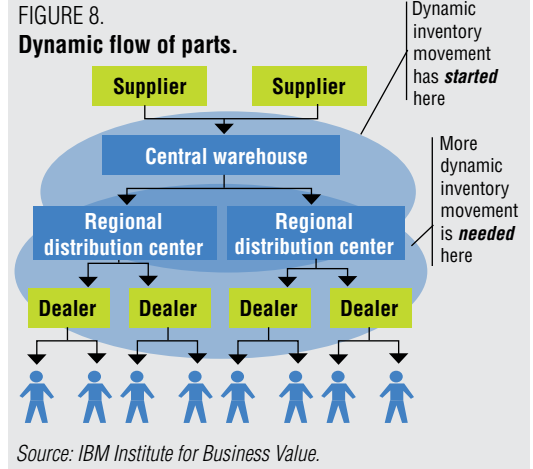 FIGURE 8.
Dynamic flow of parts.
Dynamic
inventory
movement
has started
here
Supplier
Supplier
Central warehouse
More
dynamic
inventory
movement
is needed
here
Regional
distribution center
Regional
distribution center
Dealer
Dealer
Dealer
Dealer
Source: IBM Institute for Business Value.